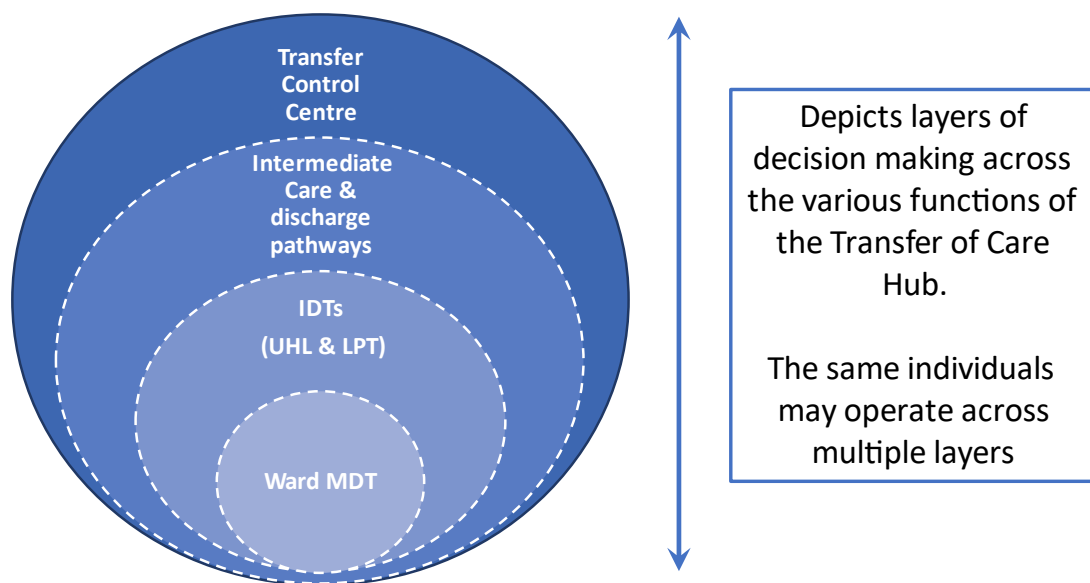 Transfer
Control
Centre
Intermediate
Care &
discharge
pathways
IDTs
(UHL & LPT)
Ward MDT
Depicts layers of
decision making across
the various functions of
the Transfer of Care
Hub.
The same individuals
may operate across
multiple layers